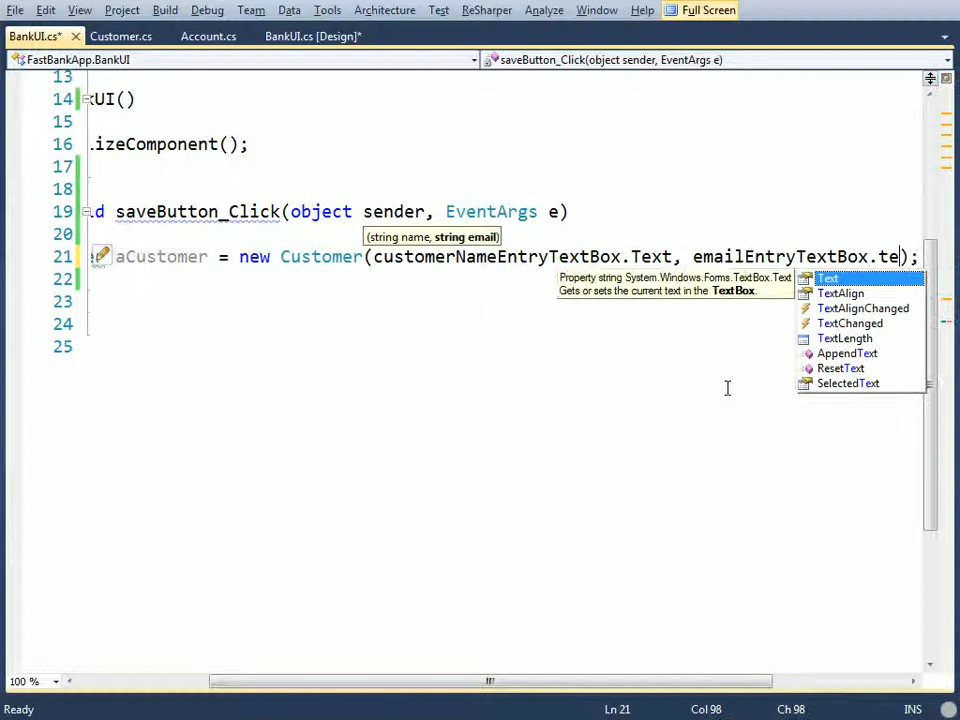 File Edit View Project Build Debug Team Data Tools Architecture Test ReSharper Analyze Window Help Full Screen
BankUI.cs* Customer.cs Account.cs BankUI.cs [Design]*
FastBankApp.BankUI saveButton_Click(object sender, EventArgs e)
13
14 kUI()
15
16 izeComponent();
17
18
19 id saveButton_Click(object sender, EventArgs e)
20 (string name, string email)
21 aCustomer = new Customer(customerNameEntryTextBox.Text, emailEntryTextBox.te);
22 Property string System.Windows.Forms.TextBox.Text
Gets or sets the current text in the TextBox.
Text
TextAlign
23 TextAlignChanged
24 TextChanged
25 TextLength
AppendText
ResetText
SelectedText
100 %
Ready Ln 21 Col 98 Ch 98 INS